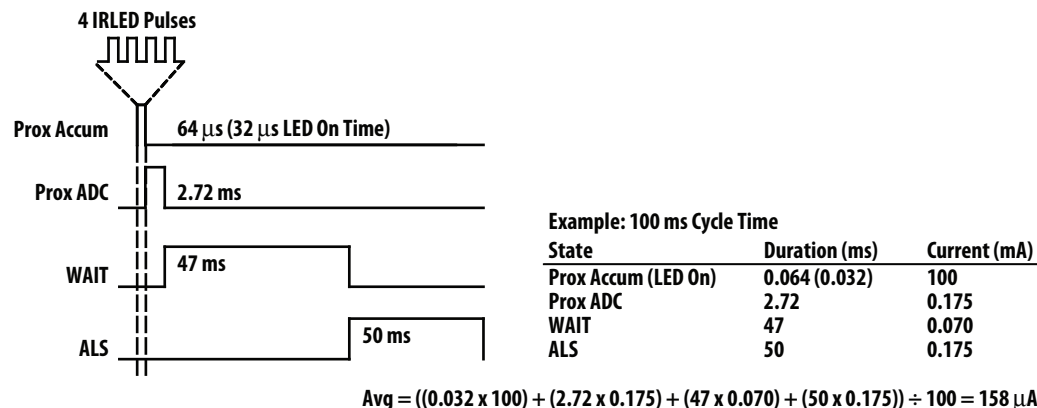 4 IRLED Pulses
Prox Accum
64 μs (32 μs LED On Time)
Prox ADC
2.72 ms
WAIT
47 ms
ALS
50 ms
Example: 100 ms Cycle Time
State Duration (ms) Current (mA)
Prox Accum (LED On) 0.064 (0.032) 100
Prox ADC 2.72 0.175
WAIT 47 0.070
ALS 50 0.175
Avg = ((0.032 x 100) + (2.72 x 0.175) + (47 x 0.070) + (50 x 0.175)) ÷ 100 = 158 μA